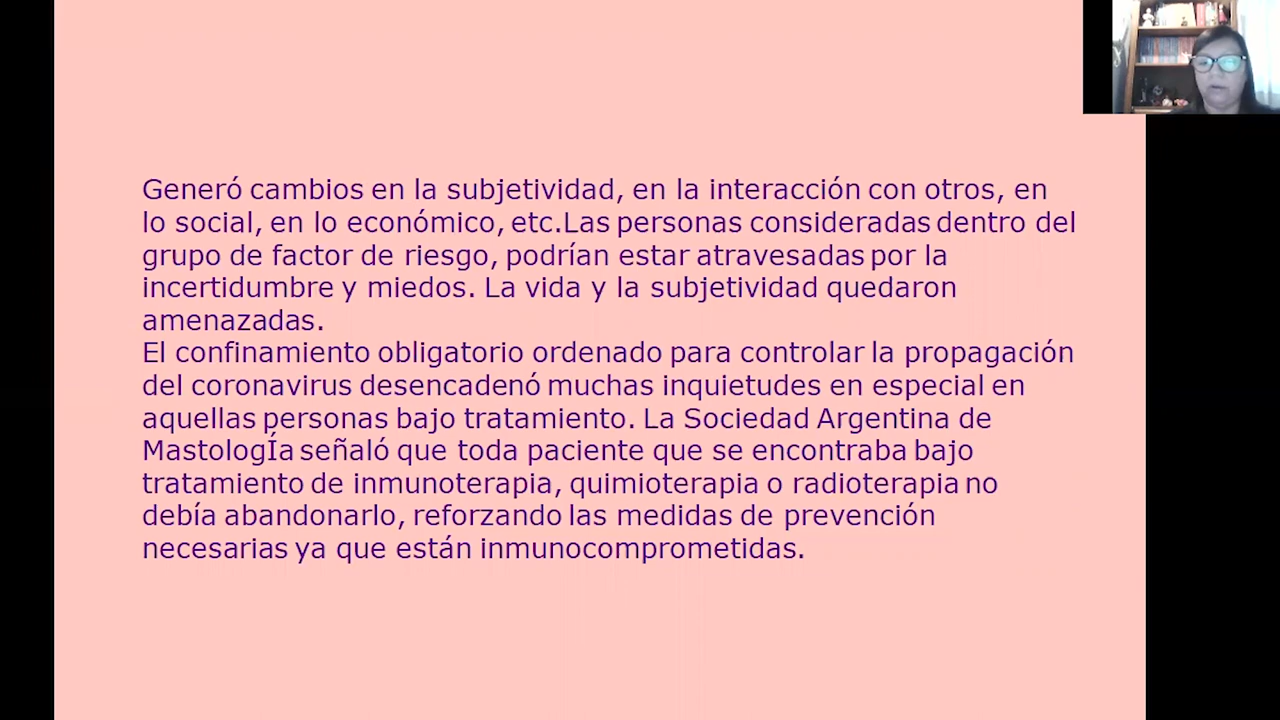 Generó cambios en la subjetividad, en la interacción con otros, en
lo social, en lo económico, etc.Las personas consideradas dentro del
grupo de factor de riesgo, podrían estar atravesadas por la
incertidumbre y miedos. La vida y la subjetividad quedaron
amenazadas.
El confinamiento obligatorio ordenado para controlar la propagación
del coronavirus desencadenó muchas inquietudes en especial en
aquellas personas bajo tratamiento. La Sociedad Argentina de
MastologÍa señaló que toda paciente que se encontraba bajo
tratamiento de inmunoterapia, quimioterapia o radioterapia no
debía abandonarlo, reforzando las medidas de prevención
necesarias ya que están inmunocomprometidas.